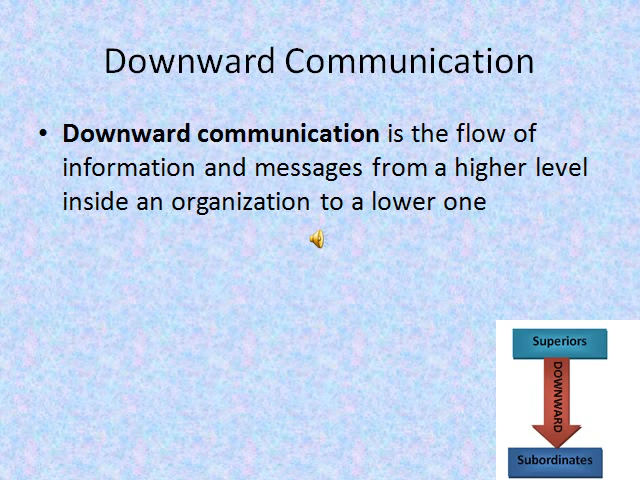 Downward Communication
• Downward communication is the flow of
information and messages from a higher level
inside an organization to a lower one
Superiors
DOWNWARD
Subordinates